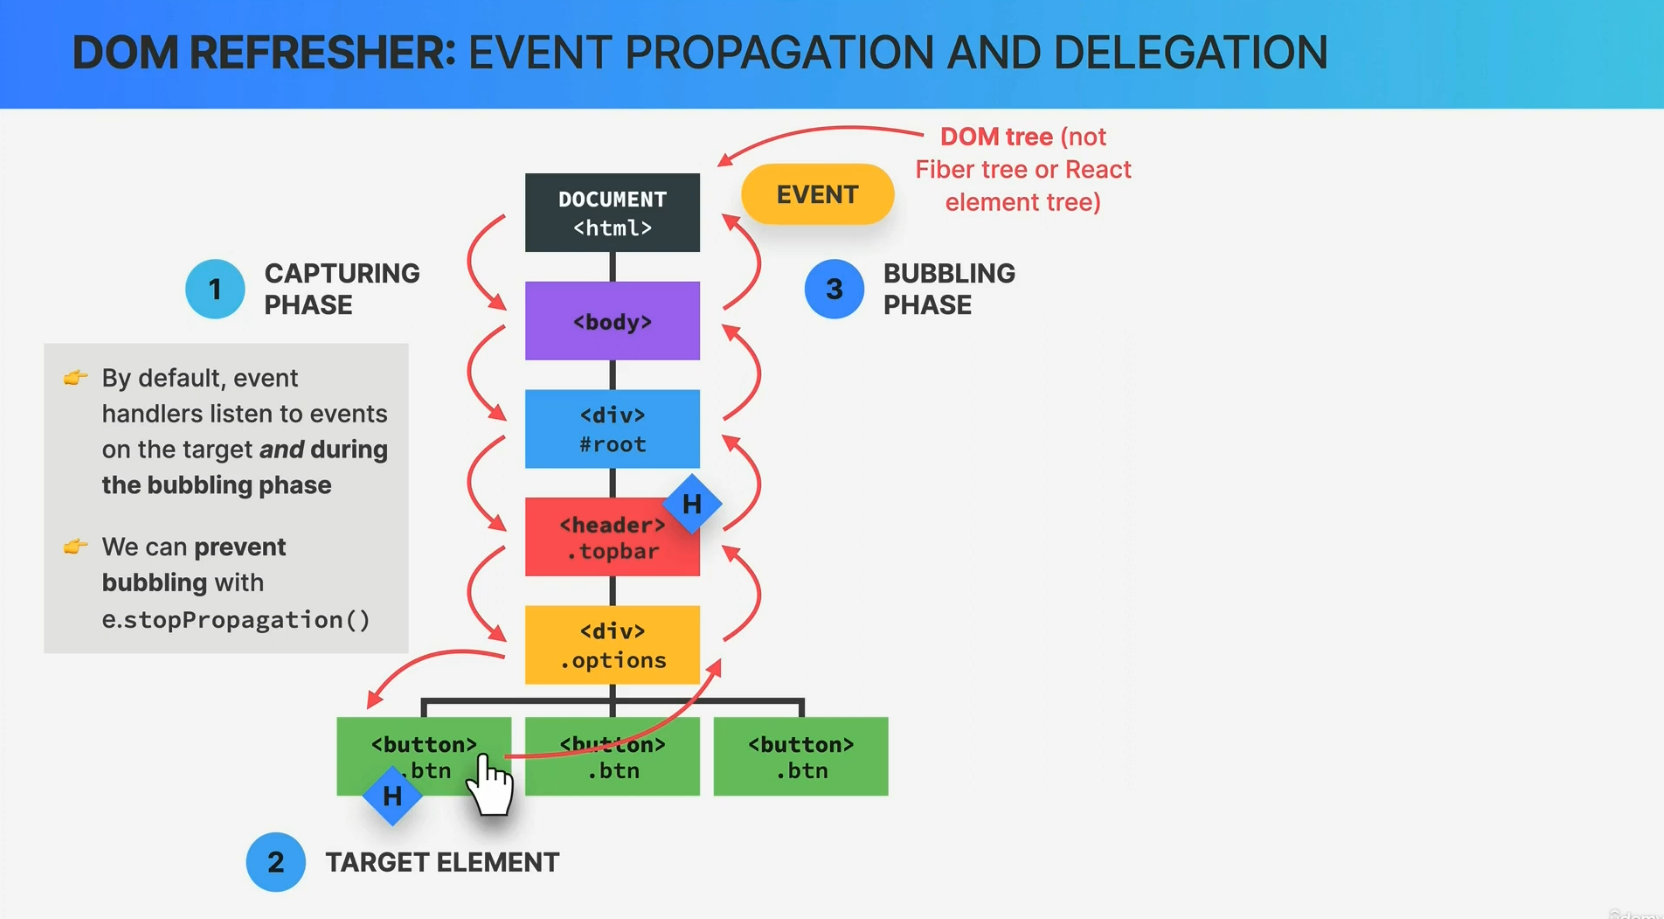 DOM REFRESHER: EVENT PROPAGATION AND DELEGATION
DOM tree (not
Fiber tree or React
element tree)
DOCUMENT
<html>
EVENT
1
CAPTURING
PHASE
3
BUBBLING
PHASE
<body>
👉 By default, event
handlers listen to events
on the target and during
the bubbling phase
👉 We can prevent
bubbling with
e.stopPropagation()
<div>
#root
H
<header>
.topbar
<div>
.options
<button>
.btn
H
<button>
.btn
<button>
.btn
2
TARGET ELEMENT